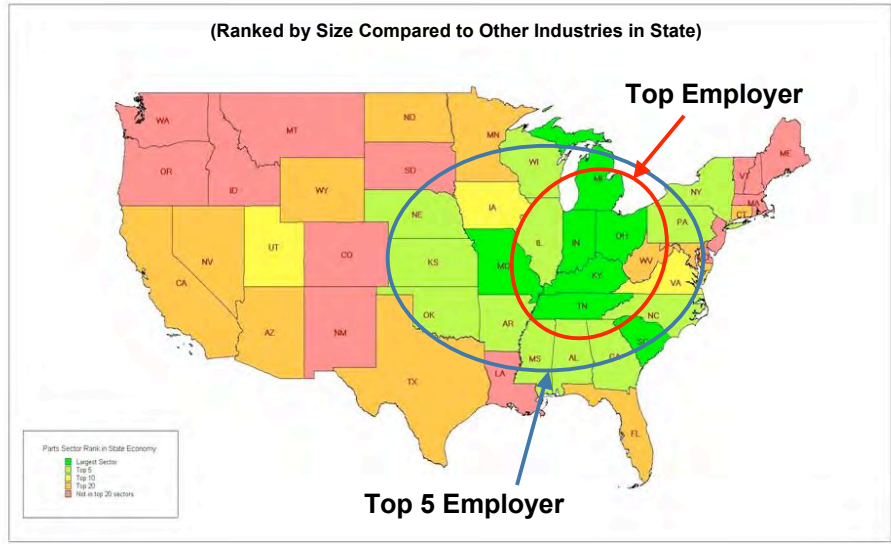 (Ranked by Size Compared to Other Industries in State)
Top Employer
WA
MT
ND
MN
ME
OR
ID
SD
WI
MI
VT
WY
NY
MA
IA
CT
NE
PA
NV
UT
IL
IN
OH
CO
KS
MO
WV
CA
KY
VA
TN
NC
AZ
NM
OK
AR
SC
MS
AL
GA
TX
LA
FL
Parts Sector Rank in State Economy
Largest Sector
Top 5
Top 10
Top 20
Not in top 20 sectors
Top 5 Employer